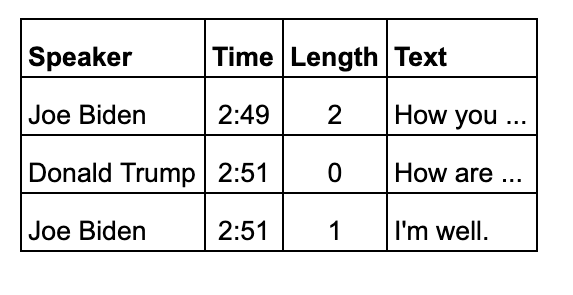 Speaker Time Length Text
Joe Biden 2:49 2 How you ...
Donald Trump 2:51 0 How are ...
Joe Biden 2:51 1 I'm well.